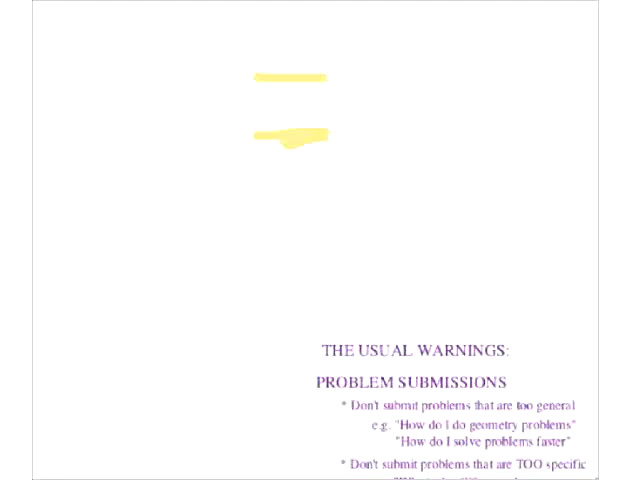 THE USUAL WARNINGS:
PROBLEM SUBMISSIONS
* Don't submit problems that are too general
e.g. "How do I do geometry problems"
"How do I solve problems faster"
* Don't submit problems that are TOO specific